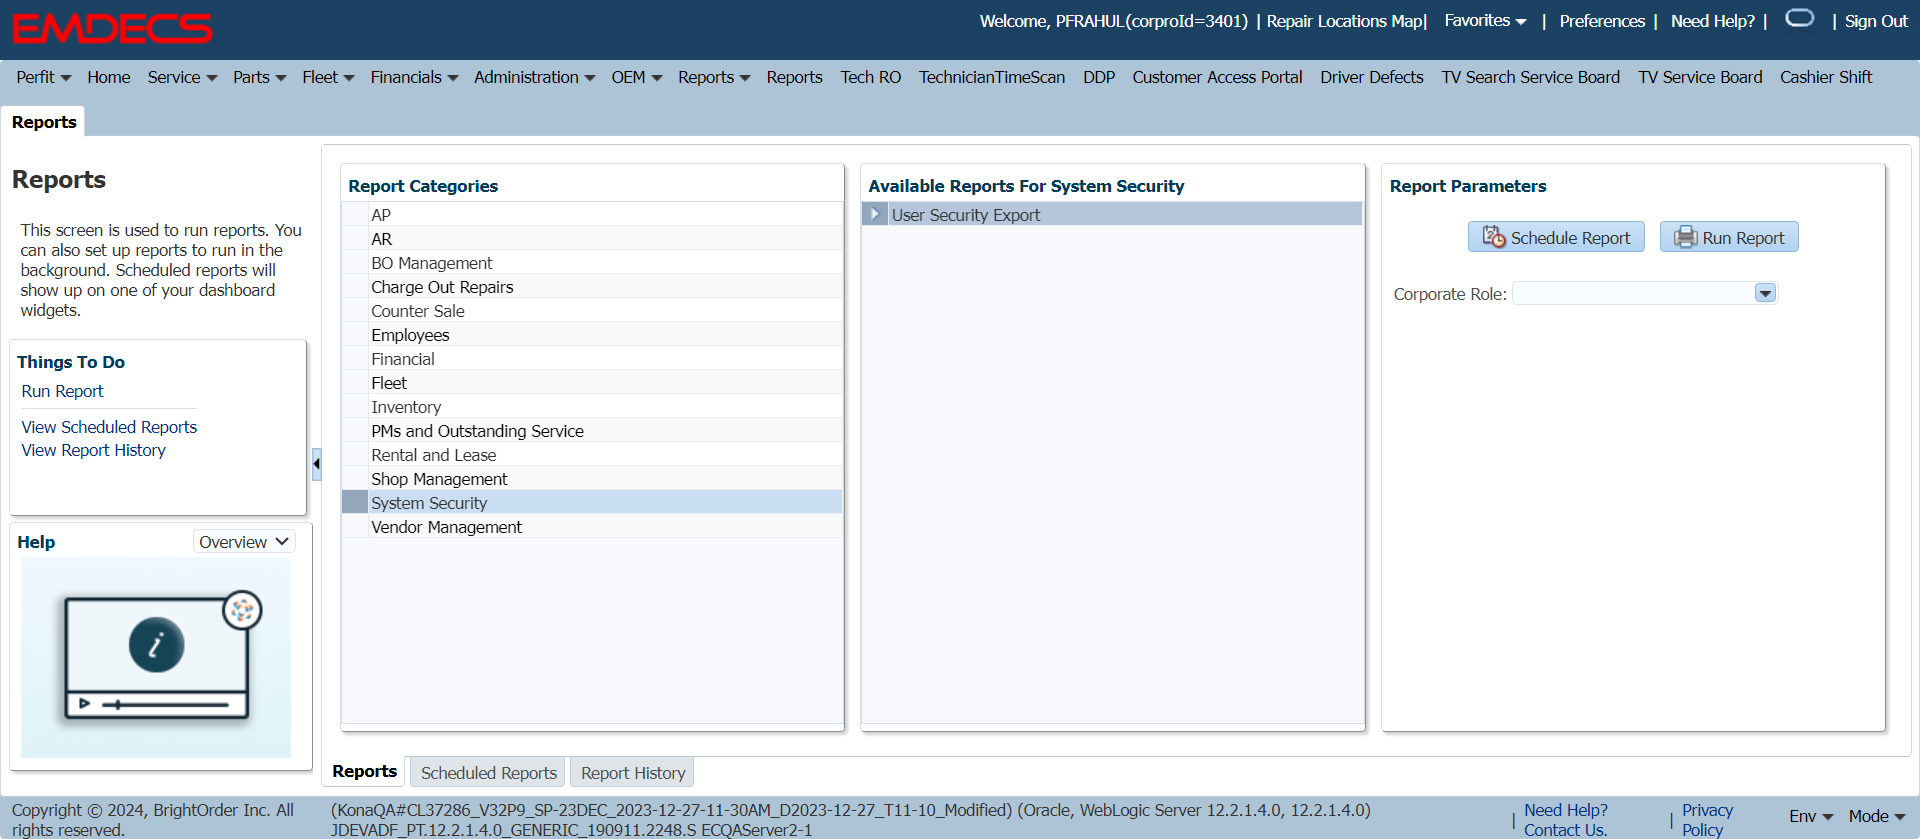 EMDECS
Welcome, PFRAHUL(corproId=3401) | Repair Locations Map| Favorites | Preferences | Need Help? | | Sign Out
Perfit Home Service Parts Fleet Financials Administration OEM Reports Reports Tech RO TechnicianTimeScan DDP Customer Access Portal Driver Defects TV Search Service Board TV Service Board Cashier Shift
Reports
Reports
This screen is used to run reports. You
can also set up reports to run in the
background. Scheduled reports will
show up on one of your dashboard
widgets.
Things To Do
Run Report
View Scheduled Reports
View Report History
Help
Overview
i
Report Categories
AP
AR
BO Management
Charge Out Repairs
Counter Sale
Employees
Financial
Fleet
Inventory
PMs and Outstanding Service
Rental and Lease
Shop Management
System Security
Vendor Management
Available Reports For System Security
User Security Export
Report Parameters
Schedule Report
Run Report
Corporate Role:
Reports Scheduled Reports Report History
Copyright © 2024, BrightOrder Inc. All
rights reserved.
(KonaQA#CL37286_V32P9_SP-23DEC_2023-12-27-11-30AM_D2023-12-27_T11-10_Modified) (Oracle, WebLogic Server 12.2.1.4.0, 12.2.1.4.0)
JDEVADF_PT.12.2.1.4.0_GENERIC_190911.2248.S ECQAServer2-1
| Need Help?
Contact Us.
| Privacy
Policy
Env Mode